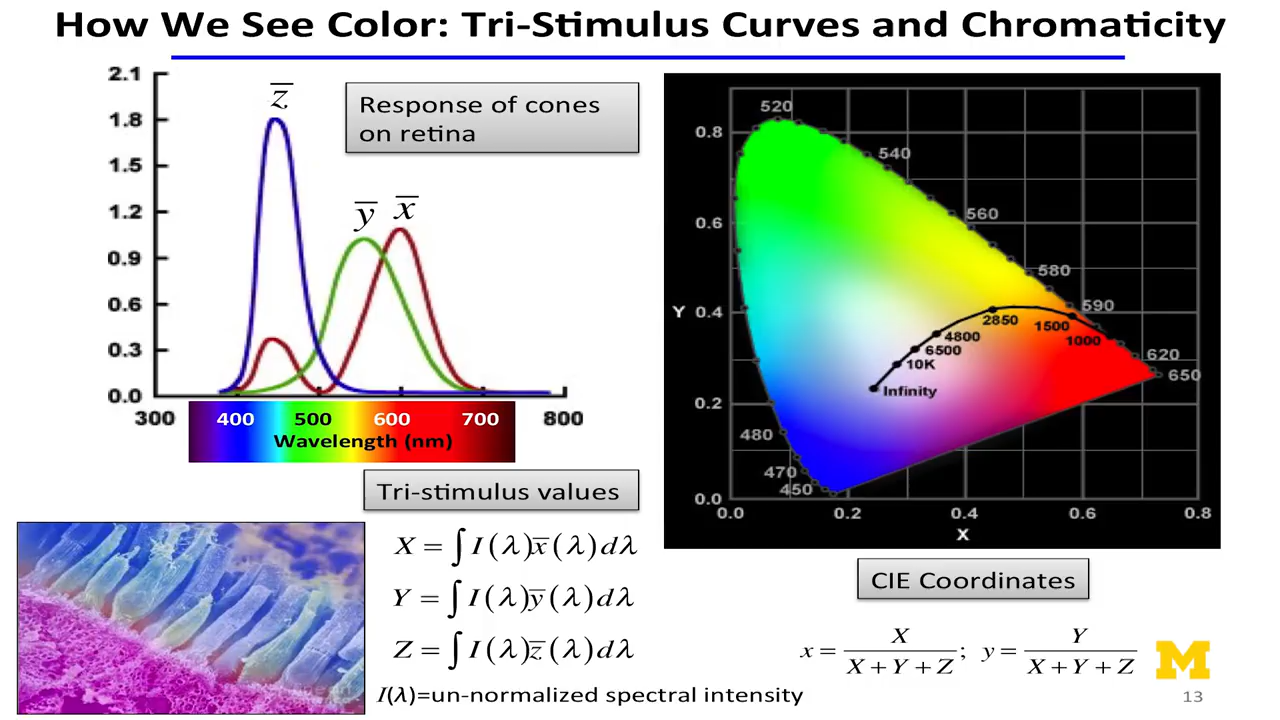 How We See Color: Tri-Stimulus Curves and Chromaticity
2.1
1.8
1.5
1.2
0.9
0.6
0.3
0.0
z̅
y̅
x̅
Response of cones
on retina
300 400 500 600 700 800
Wavelength (nm)
Tri-stimulus values
X = ∫ I(λ)x̅(λ)dλ
Y = ∫ I(λ)y̅(λ)dλ
Z = ∫ I(λ)z̅(λ)dλ
I(λ)=un-normalized spectral intensity
0.8
0.6
Y 0.4
0.2
0.0
520
540
560
580
590
620
650
480
470
450
2850
1500
1000
4800
6500
10K
Infinity
0.0 0.2 0.4 0.6 0.8
X
CIE Coordinates
x = X / (X + Y + Z); y = Y / (X + Y + Z)
M
13